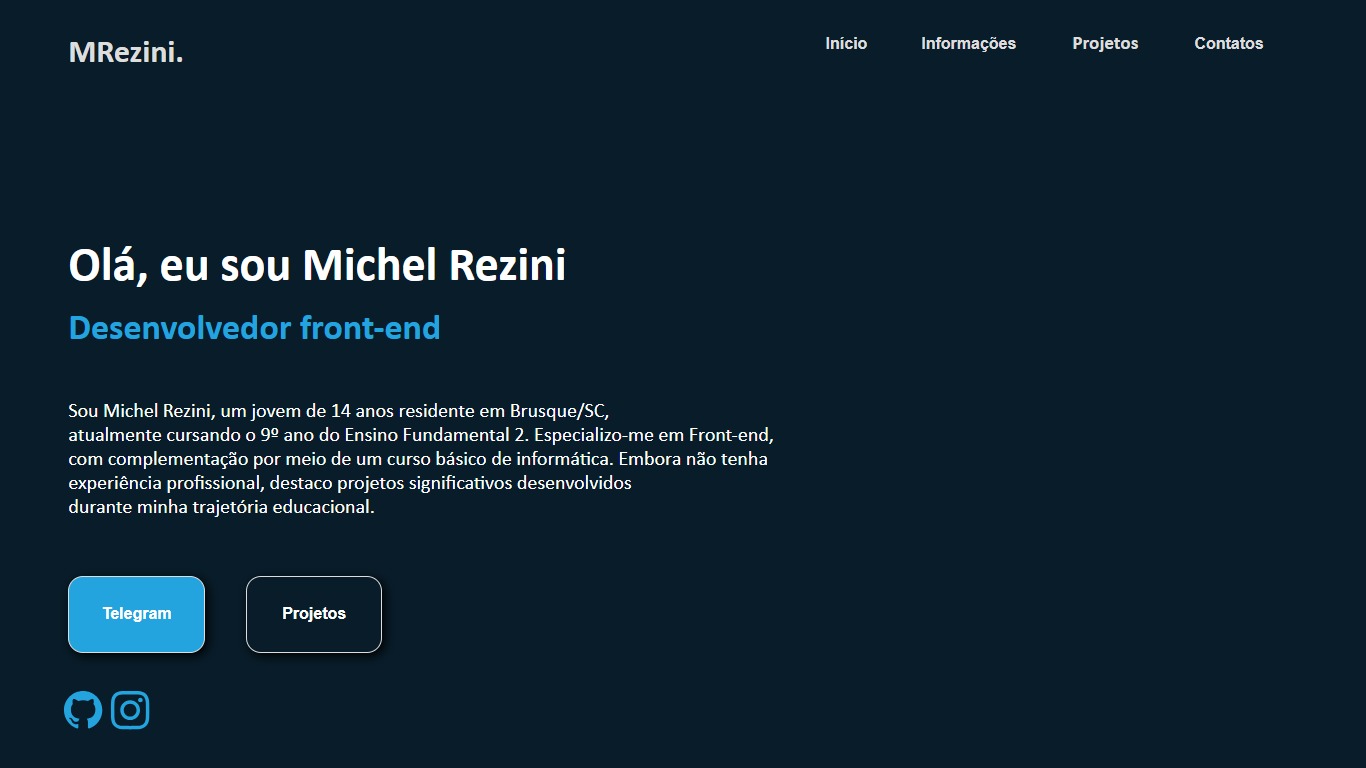 MRezini.
Início Informações Projetos Contatos
Olá, eu sou Michel Rezini
Desenvolvedor front-end
Sou Michel Rezini, um jovem de 14 anos residente em Brusque/SC,
atualmente cursando o 9º ano do Ensino Fundamental 2. Especializo-me em Front-end,
com complementação por meio de um curso básico de informática. Embora não tenha
experiência profissional, destaco projetos significativos desenvolvidos
durante minha trajetória educacional.
Telegram Projetos